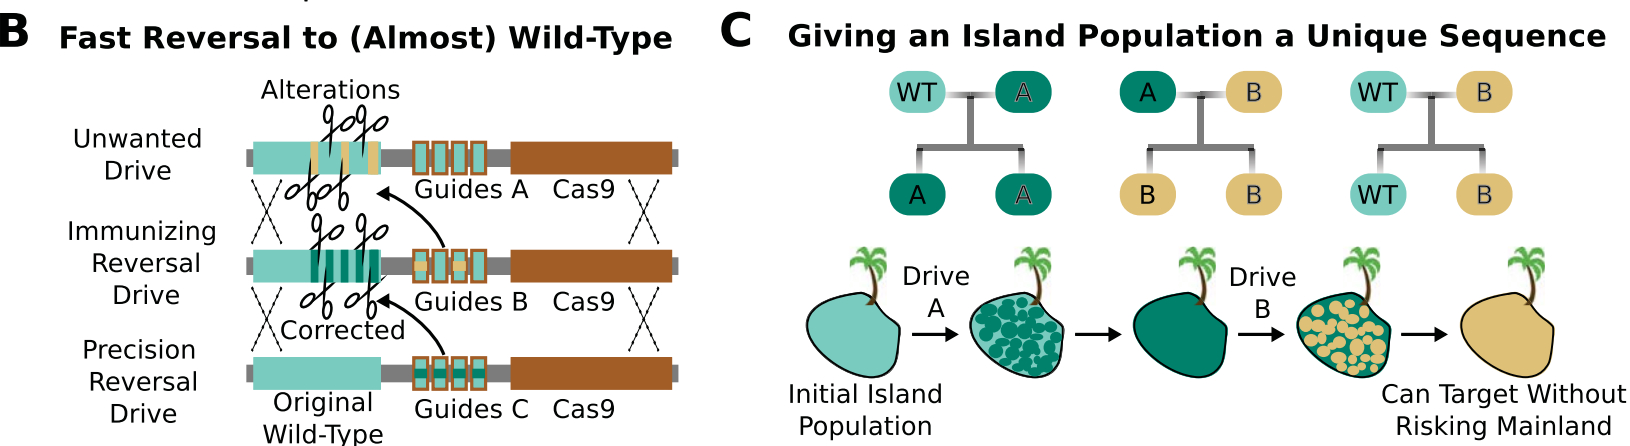 B Fast Reversal to (Almost) Wild-Type
Alterations
Unwanted
Drive
Guides A Cas9
Immunizing
Reversal
Drive
Guides B Cas9
Corrected
Precision
Reversal
Drive
Original
Wild-Type
Guides C Cas9
C Giving an Island Population a Unique Sequence
WT A A B WT B
A A B B WT B
Drive
A
Drive
B
Initial Island
Population
Can Target Without
Risking Mainland